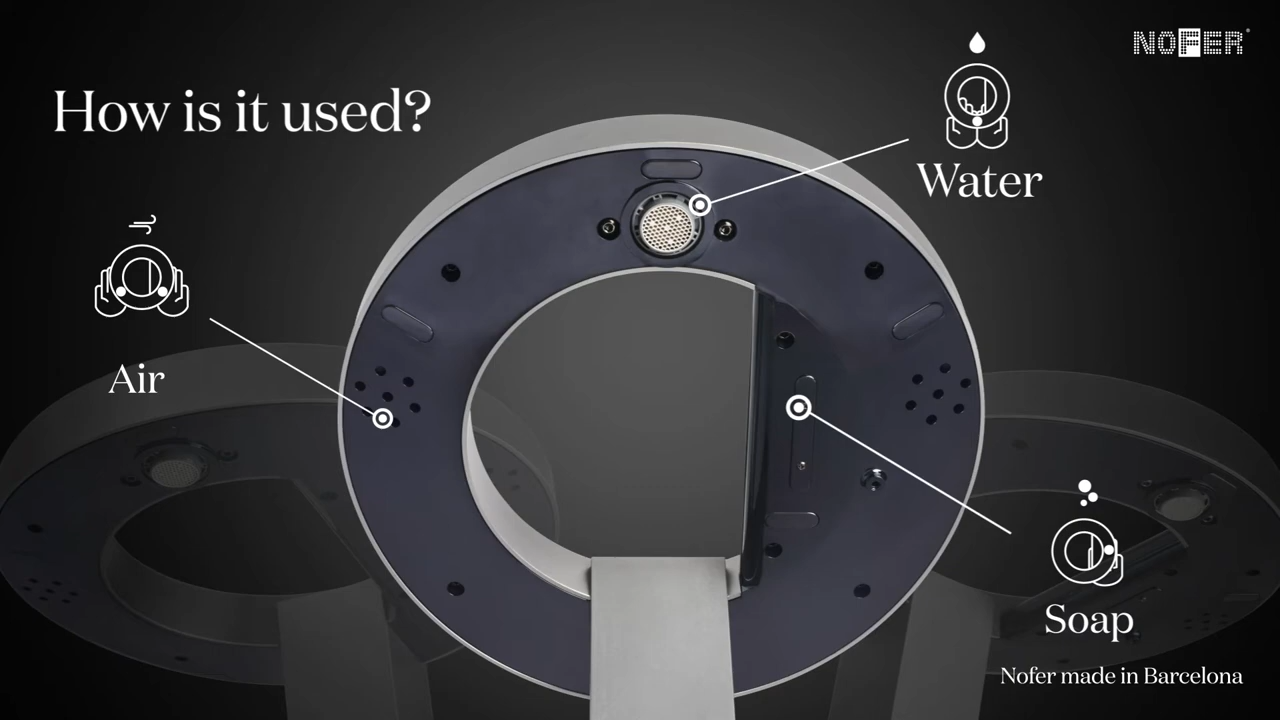 How is it used?
NOFER
Water
Air
Soap
Nofer made in Barcelona